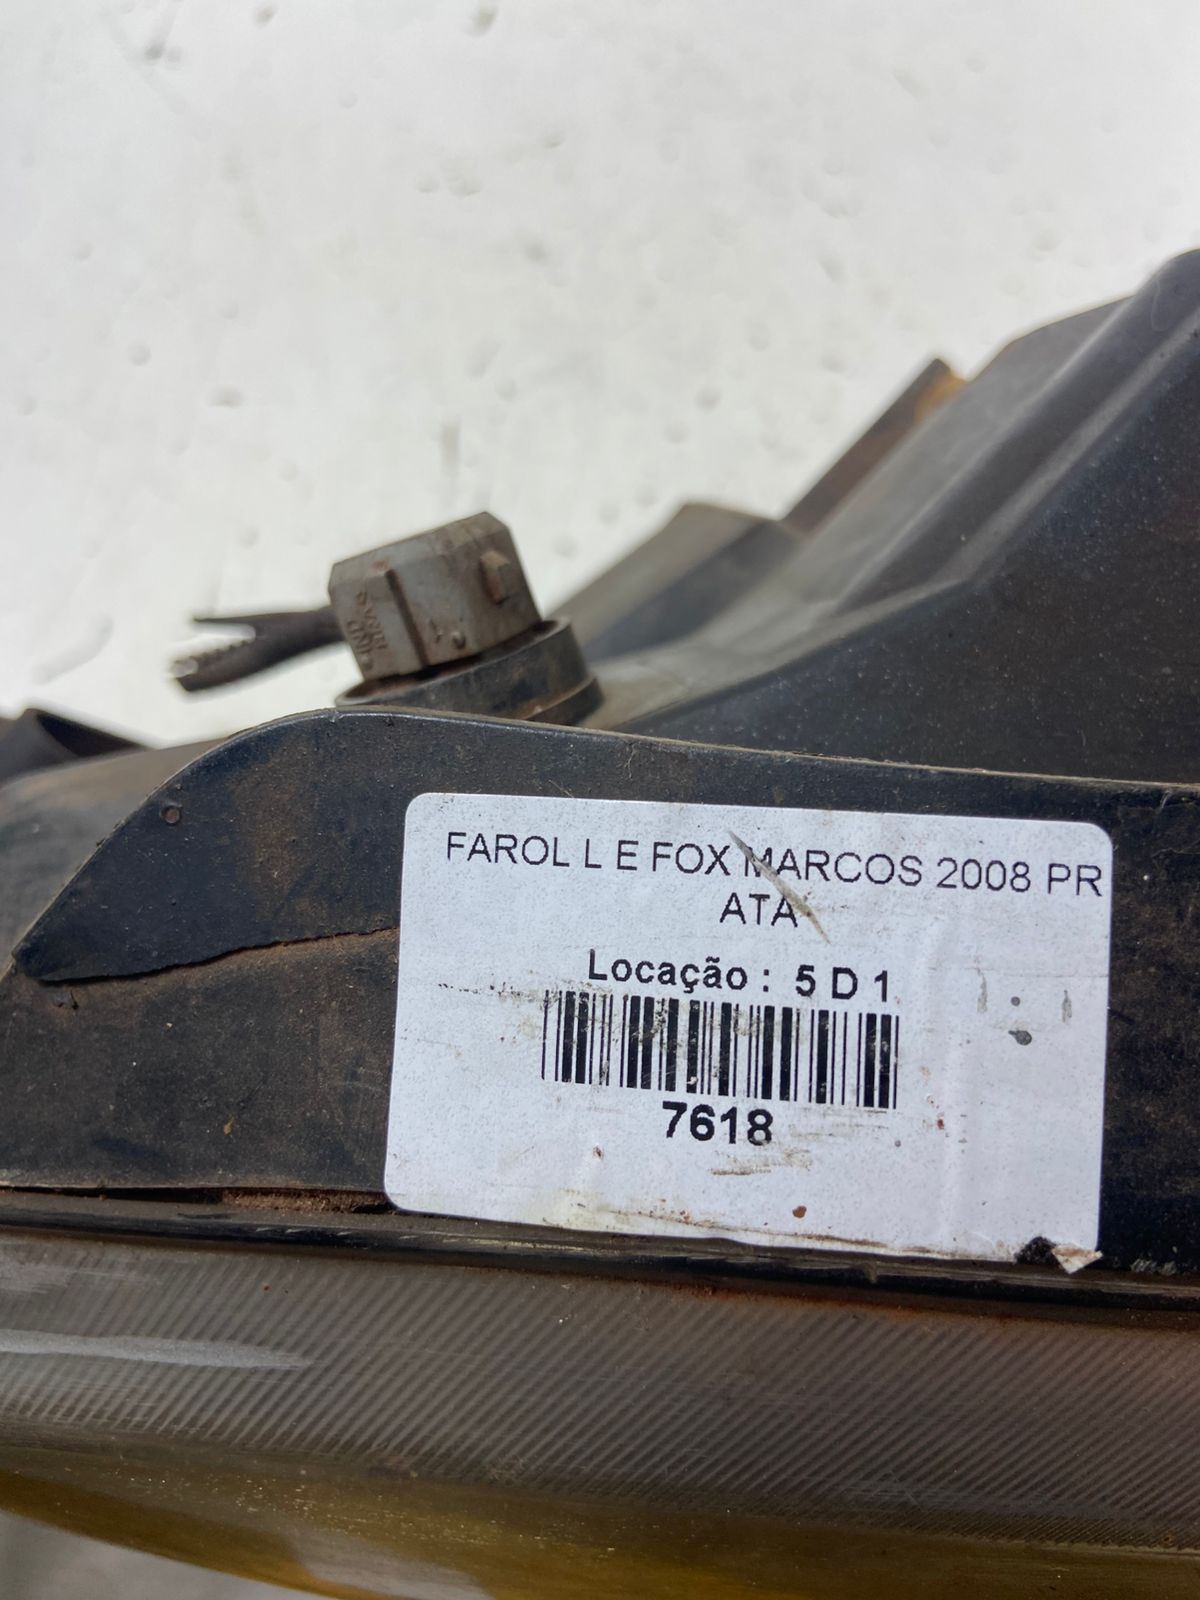 FAROL L E FOX MARCOS 2008 PR
ATA
Locação : 5 D 1
7618